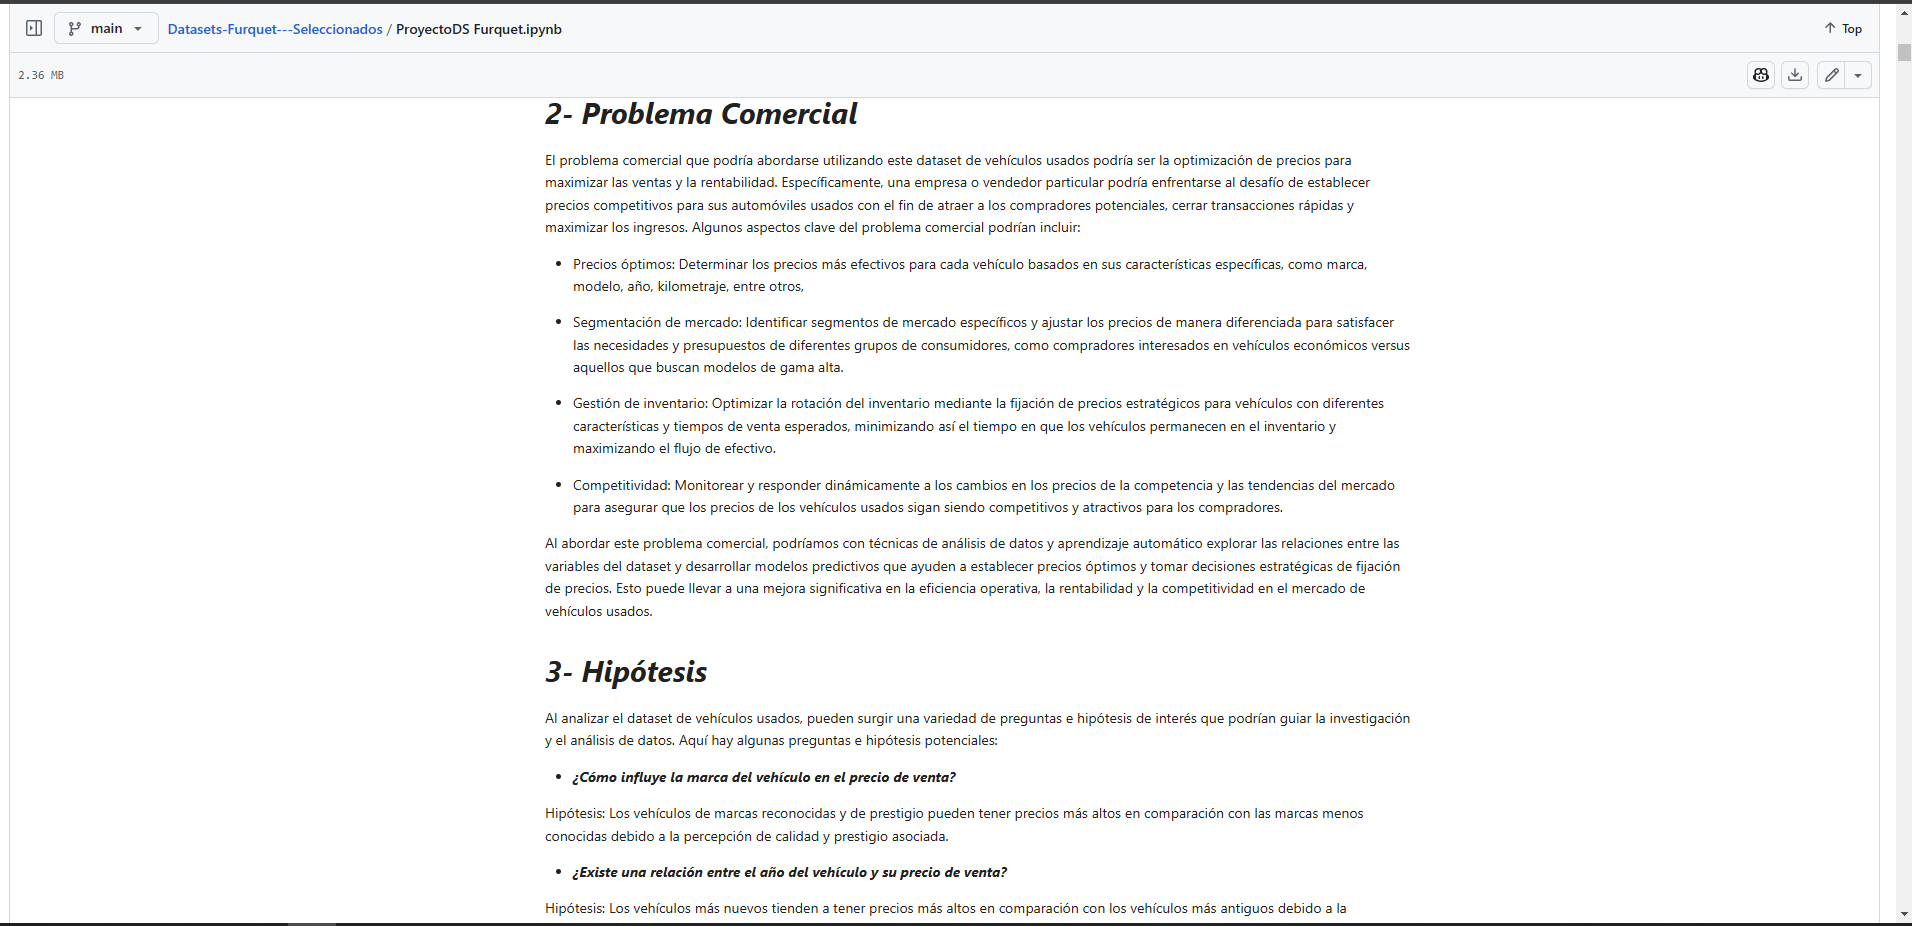 main
Datasets-Furquet---Seleccionados / ProyectoDS Furquet.ipynb
Top
2.36 MB
2- Problema Comercial
El problema comercial que podría abordarse utilizando este dataset de vehículos usados podría ser la optimización de precios para
maximizar las ventas y la rentabilidad. Específicamente, una empresa o vendedor particular podría enfrentarse al desafío de establecer
precios competitivos para sus automóviles usados con el fin de atraer a los compradores potenciales, cerrar transacciones rápidas y
maximizar los ingresos. Algunos aspectos clave del problema comercial podrían incluir:
• Precios óptimos: Determinar los precios más efectivos para cada vehículo basados en sus características específicas, como marca,
modelo, año, kilometraje, entre otros,
• Segmentación de mercado: Identificar segmentos de mercado específicos y ajustar los precios de manera diferenciada para satisfacer
las necesidades y presupuestos de diferentes grupos de consumidores, como compradores interesados en vehículos económicos versus
aquellos que buscan modelos de gama alta.
• Gestión de inventario: Optimizar la rotación del inventario mediante la fijación de precios estratégicos para vehículos con diferentes
características y tiempos de venta esperados, minimizando así el tiempo en que los vehículos permanecen en el inventario y
maximizando el flujo de efectivo.
• Competitividad: Monitorear y responder dinámicamente a los cambios en los precios de la competencia y las tendencias del mercado
para asegurar que los precios de los vehículos usados sigan siendo competitivos y atractivos para los compradores.
Al abordar este problema comercial, podríamos con técnicas de análisis de datos y aprendizaje automático explorar las relaciones entre las
variables del dataset y desarrollar modelos predictivos que ayuden a establecer precios óptimos y tomar decisiones estratégicas de fijación
de precios. Esto puede llevar a una mejora significativa en la eficiencia operativa, la rentabilidad y la competitividad en el mercado de
vehículos usados.
3- Hipótesis
Al analizar el dataset de vehículos usados, pueden surgir una variedad de preguntas e hipótesis de interés que podrían guiar la investigación
y el análisis de datos. Aquí hay algunas preguntas e hipótesis potenciales:
• ¿Cómo influye la marca del vehículo en el precio de venta?
Hipótesis: Los vehículos de marcas reconocidas y de prestigio pueden tener precios más altos en comparación con las marcas menos
conocidas debido a la percepción de calidad y prestigio asociada.
• ¿Existe una relación entre el año del vehículo y su precio de venta?
Hipótesis: Los vehículos más nuevos tienden a tener precios más altos en comparación con los vehículos más antiguos debido a la